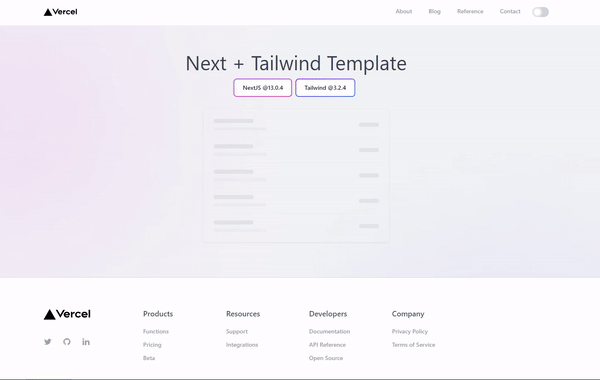 Vercel
About Blog Reference Contact
Next + Tailwind Template
NextJS @13.0.4 Tailwind @3.2.4
Vercel
Products Resources Developers Company
Functions Support Documentation Privacy Policy
Pricing Integrations API Reference Terms of Service
Beta Open Source